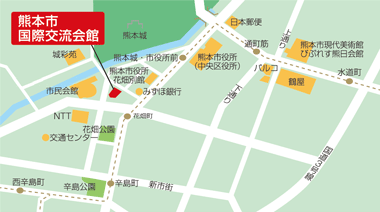 熊本市
国際交流会館
城彩苑
熊本城
日本郵便
熊本城・市役所前
通町筋
上通り
熊本市現代美術館
びぷれす熊日会館
熊本市役所
(中央区役所)
熊本市役所
花畑別館
パルコ
水道町
市民会館
みずほ銀行
鶴屋
下通り
NTT
花畑町
花畑公園
交通センター
国道3号線
西辛島町
辛島公園
辛島町
新市街